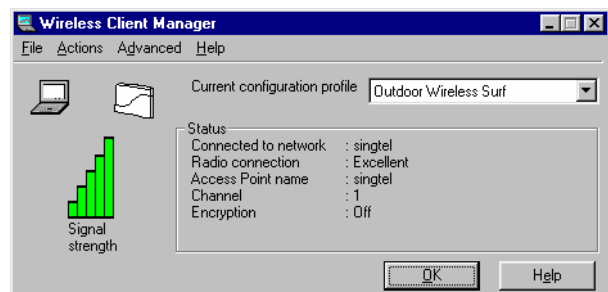 Wireless Client Manager
File Actions Advanced Help
Current configuration profile Outdoor Wireless Surf
Status
Connected to network : singtel
Radio connection : Excellent
Access Point name : singtel
Channel : 1
Encryption : Off
Signal
strength
OK Help